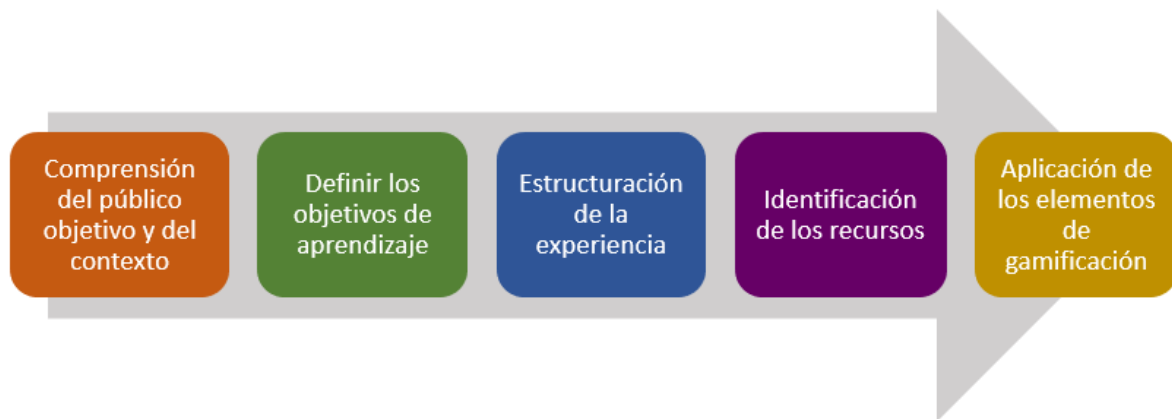 Comprensión
del público
objetivo y del
contexto
Definir los
objetivos de
aprendizaje
Estructuración
de la
experiencia
Identificación
de los recursos
Aplicación de
los elementos
de
gamificación